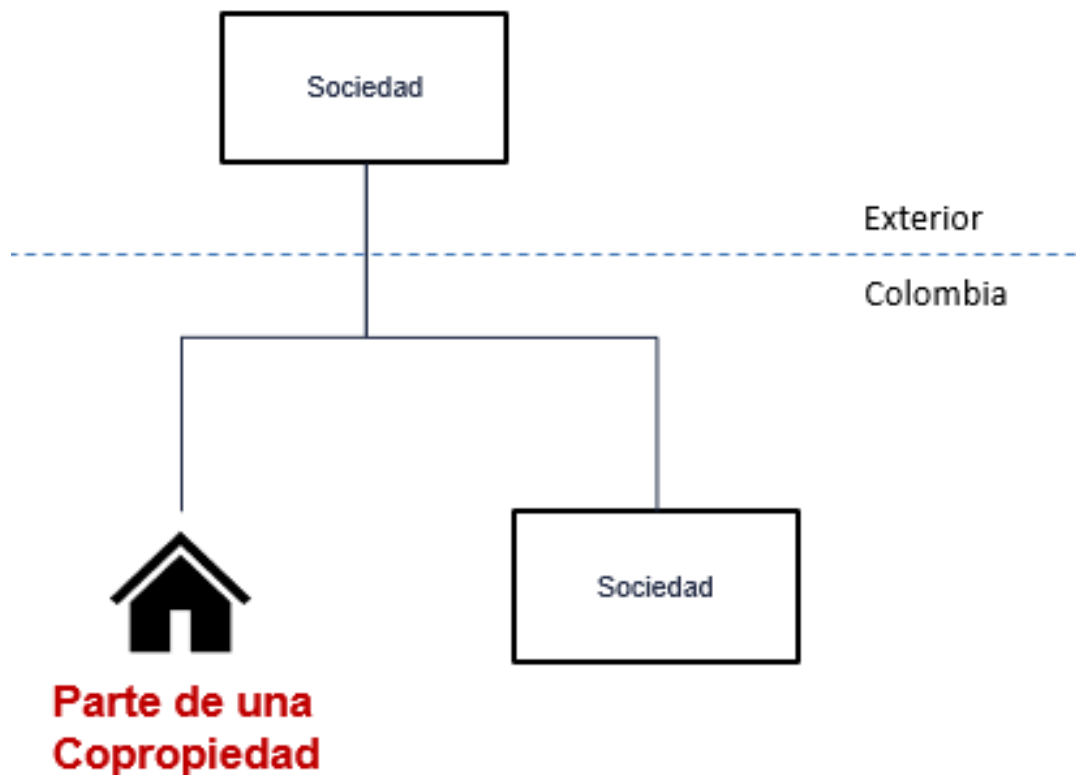 Sociedad
Exterior
Colombia
Sociedad
Parte de una
Copropiedad